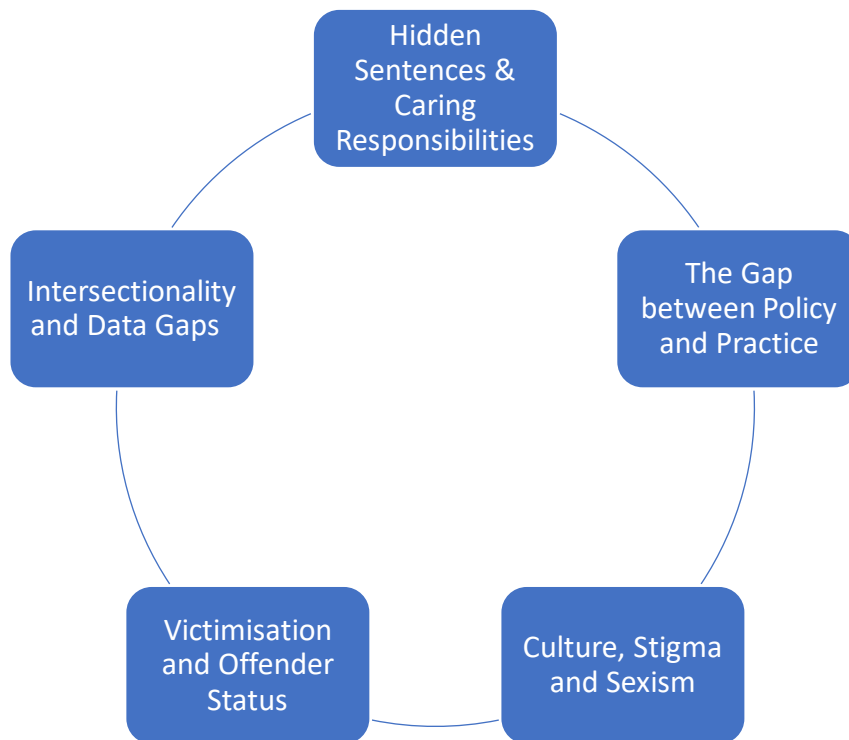 Hidden
Sentences &
Caring
Responsibilities
The Gap
between Policy
and Practice
Culture, Stigma
and Sexism
Victimisation
and Offender
Status
Intersectionality
and Data Gaps